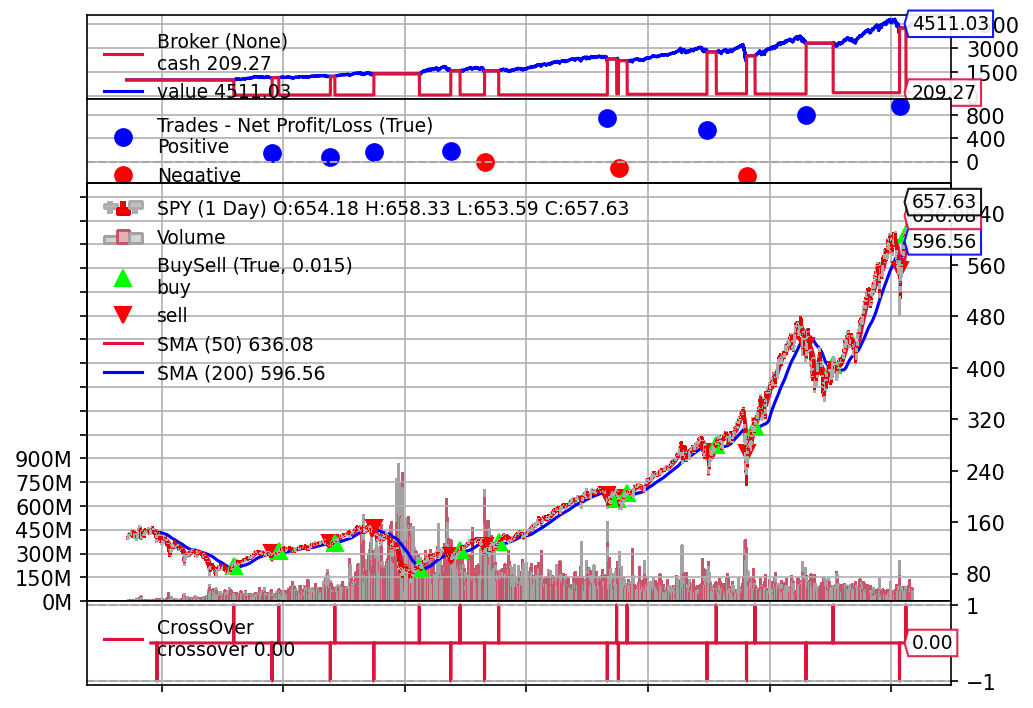 Broker (None)
cash 209.27
value 4511.03
4511.03
3000
1500
209.27
Trades - Net Profit/Loss (True)
Positive
Negative
800
400
0
SPY (1 Day) O:654.18 H:658.33 L:653.59 C:657.63
Volume
BuySell (True, 0.015)
buy
sell
SMA (50) 636.08
SMA (200) 596.56
657.63
636.08
596.56
560
480
400
320
240
160
80
900M
750M
600M
450M
300M
150M
0M
CrossOver
crossover 0.00
1
0.00
−1